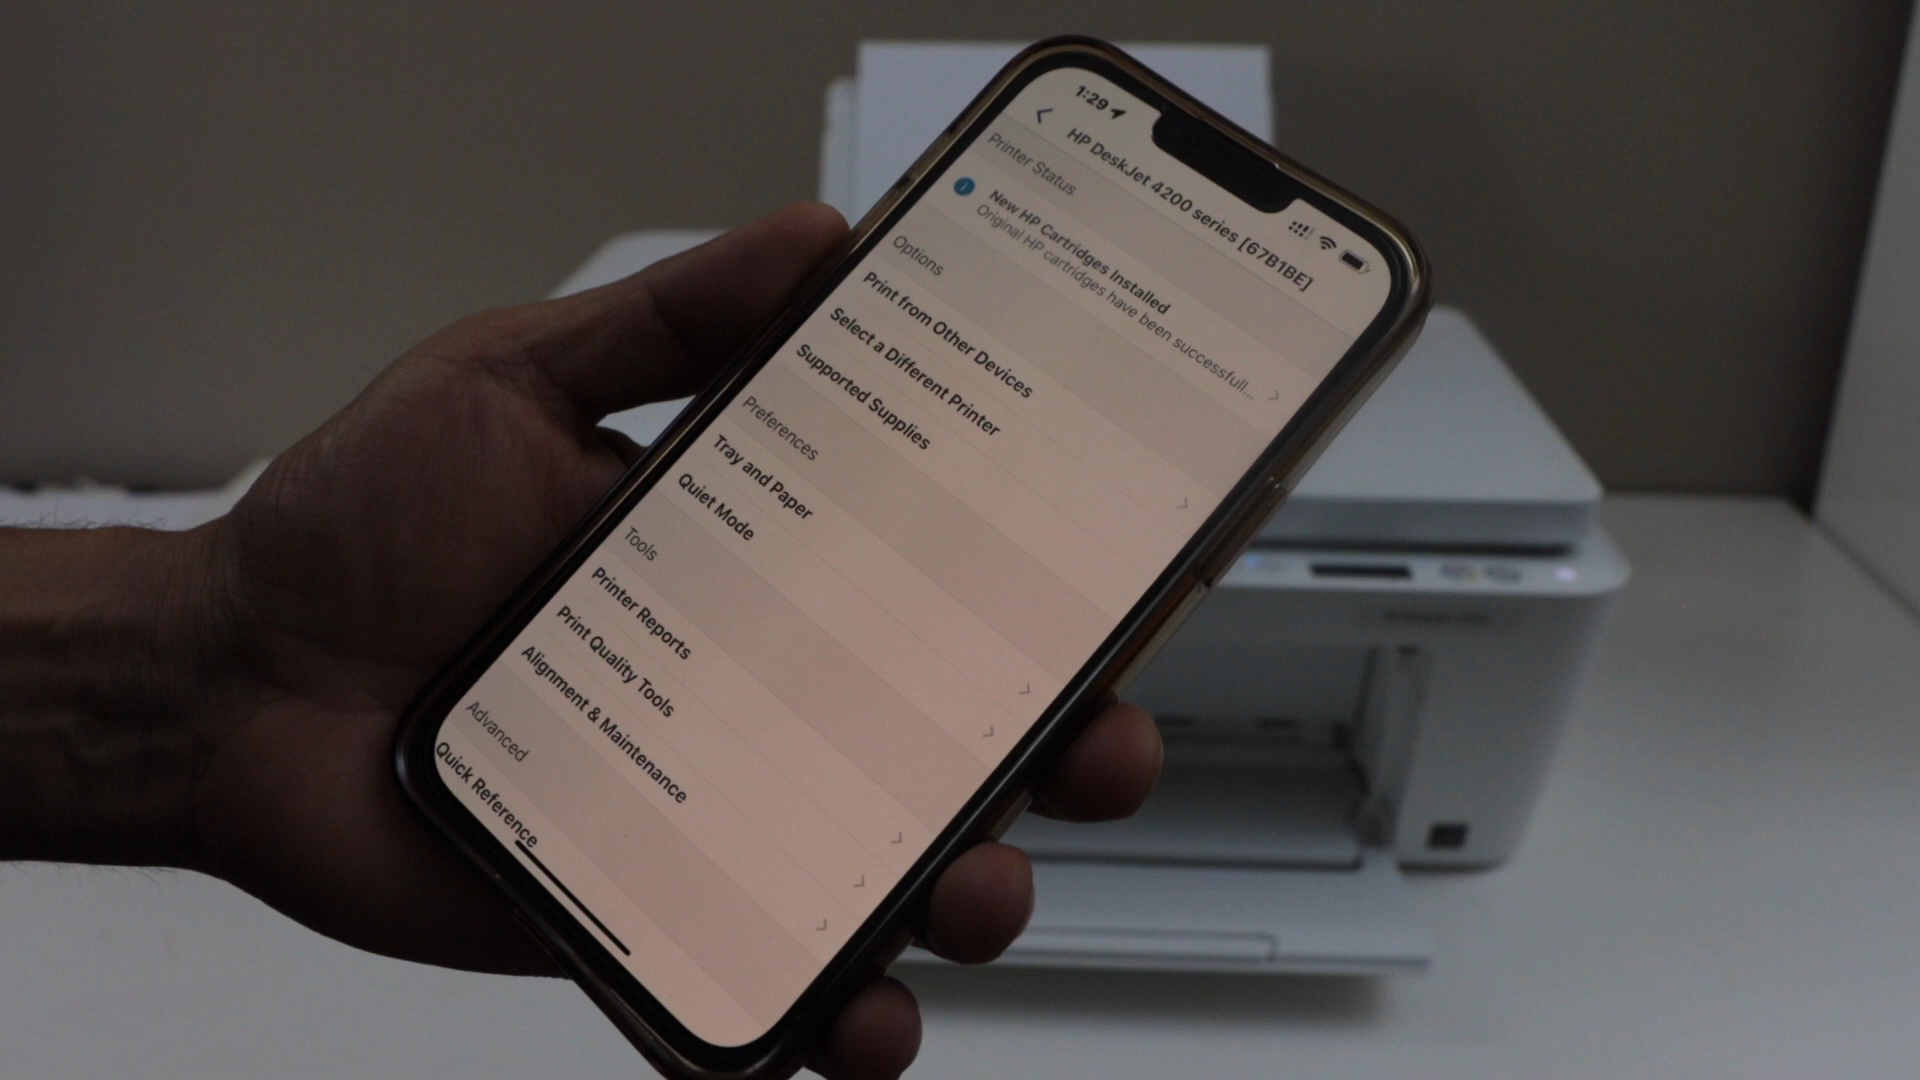 1:29
HP DeskJet 4200 series [67B1BE]
Printer Status
New HP Cartridges Installed
Original HP cartridges have been successfull...
Options
Print from Other Devices
Select a Different Printer
Supported Supplies
Preferences
Tray and Paper
Quiet Mode
Tools
Printer Reports
Print Quality Tools
Alignment & Maintenance
Advanced
Quick Reference